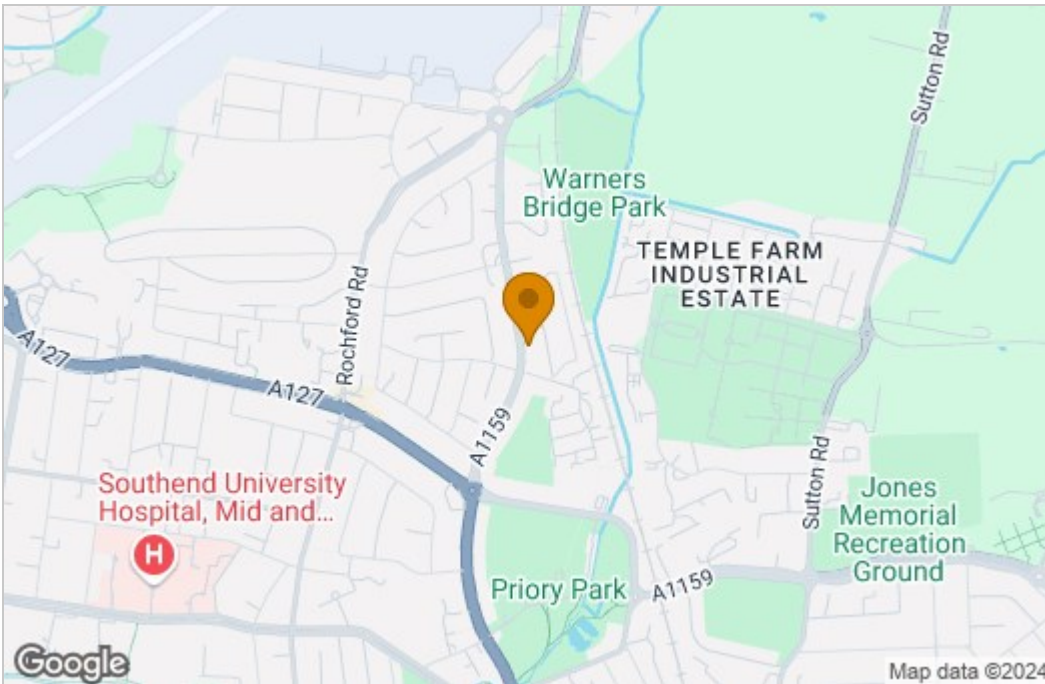 Sutton Rd
Warners
Bridge Park
TEMPLE FARM
INDUSTRIAL
ESTATE
Rochford Rd
A127
A127
A1159
Southend University
Hospital, Mid and...
H
Sutton Rd
Jones
Memorial
Recreation
Ground
Priory Park
A1159
Google
Map data ©2024